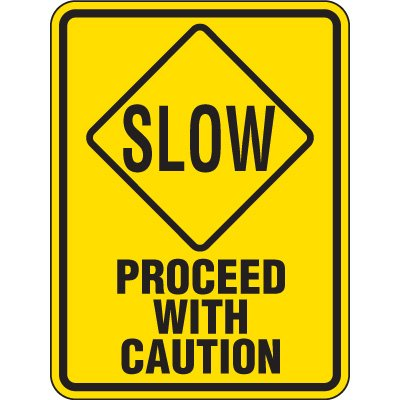 SLOW
PROCEED
WITH
CAUTION